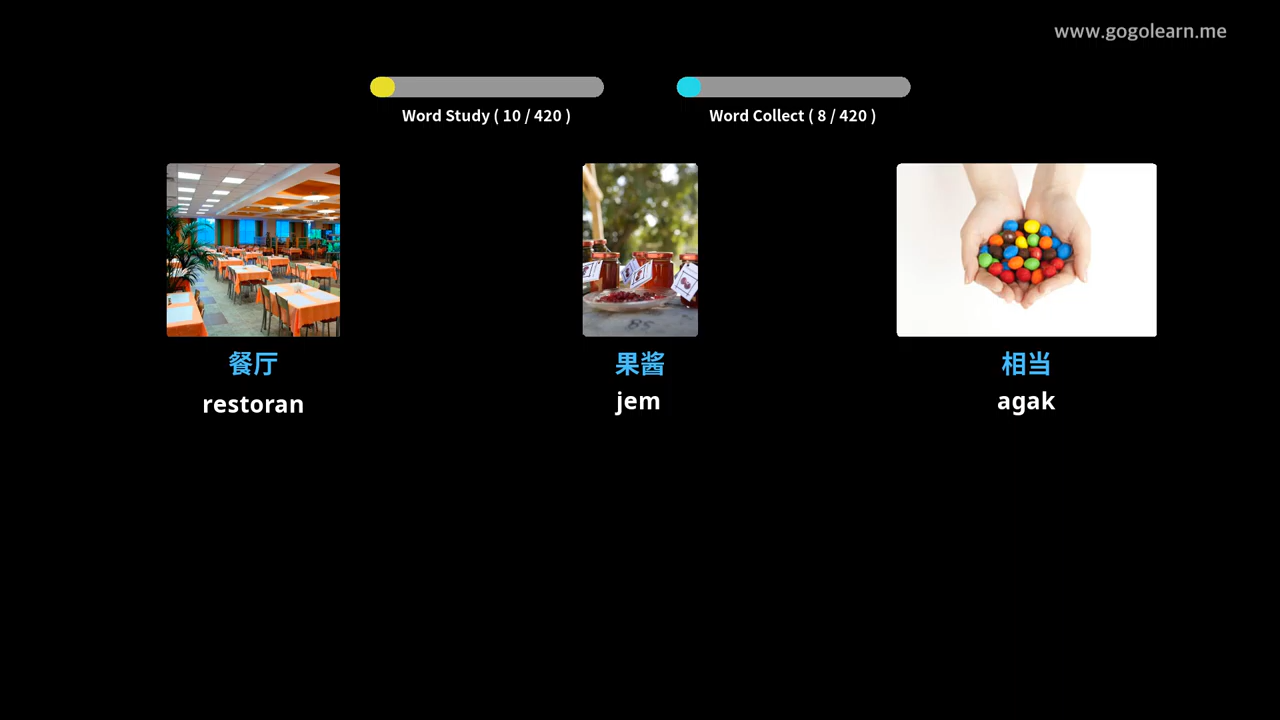 www.gogolearn.me
Word Study ( 10 / 420 )
Word Collect ( 8 / 420 )
餐厅
restoran
果酱
jem
相当
agak